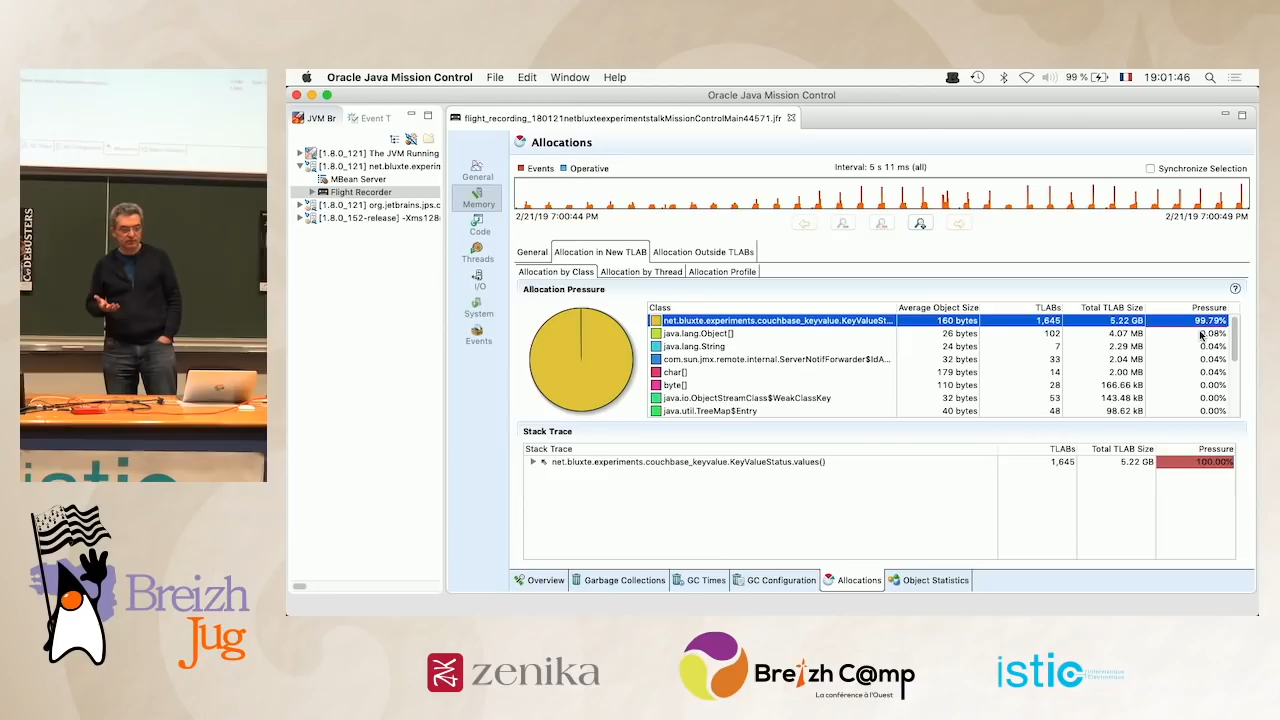 Oracle Java Mission Control File Edit Window Help 99 % 19:01:46
Oracle Java Mission Control
JVM Br Event T
flight_recording_180121netbluxteexperimentstalkMissionControlMain44571.jfr
[1.8.0_121] The JVM Running
[1.8.0_121] net.bluxte.experin
MBean Server
Flight Recorder
[1.8.0_121] org.jetbrains.jps.c
[1.8.0_152-release] -Xms128
General
Memory
Code
Threads
I/O
System
Events
Allocations
Events Operative Interval: 5 s 11 ms (all) Synchronize Selection
2/21/19 7:00:44 PM 2/21/19 7:00:49 PM
General Allocation in New TLAB Allocation Outside TLABs
Allocation by Class Allocation by Thread Allocation Profile
Allocation Pressure
Class Average Object Size TLABs Total TLAB Size Pressure
net.bluxte.experiments.couchbase_keyvalue.KeyValueSt... 160 bytes 1,645 5.22 GB 99.79%
java.lang.Object[] 26 bytes 102 4.07 MB 0.08%
java.lang.String 24 bytes 7 2.29 MB 0.04%
com.sun.jmx.remote.internal.ServerNotifForwarder$IdA... 32 bytes 33 2.04 MB 0.04%
char[] 179 bytes 14 2.00 MB 0.04%
byte[] 110 bytes 28 166.66 kB 0.00%
java.io.ObjectStreamClass$WeakClassKey 32 bytes 53 143.48 kB 0.00%
java.util.TreeMap$Entry 40 bytes 48 98.62 kB 0.00%
Stack Trace
Stack Trace TLABs Total TLAB Size Pressure
net.bluxte.experiments.couchbase_keyvalue.KeyValueStatus.values() 1,645 5.22 GB 100.00%
Overview Garbage Collections GC Times GC Configuration Allocations Object Statistics
CODEBUSTERS
istic
Breizh
Jug
zenika
Breizh C@mp
La conférence à l'Ouest
istic
Informatique
Électronique